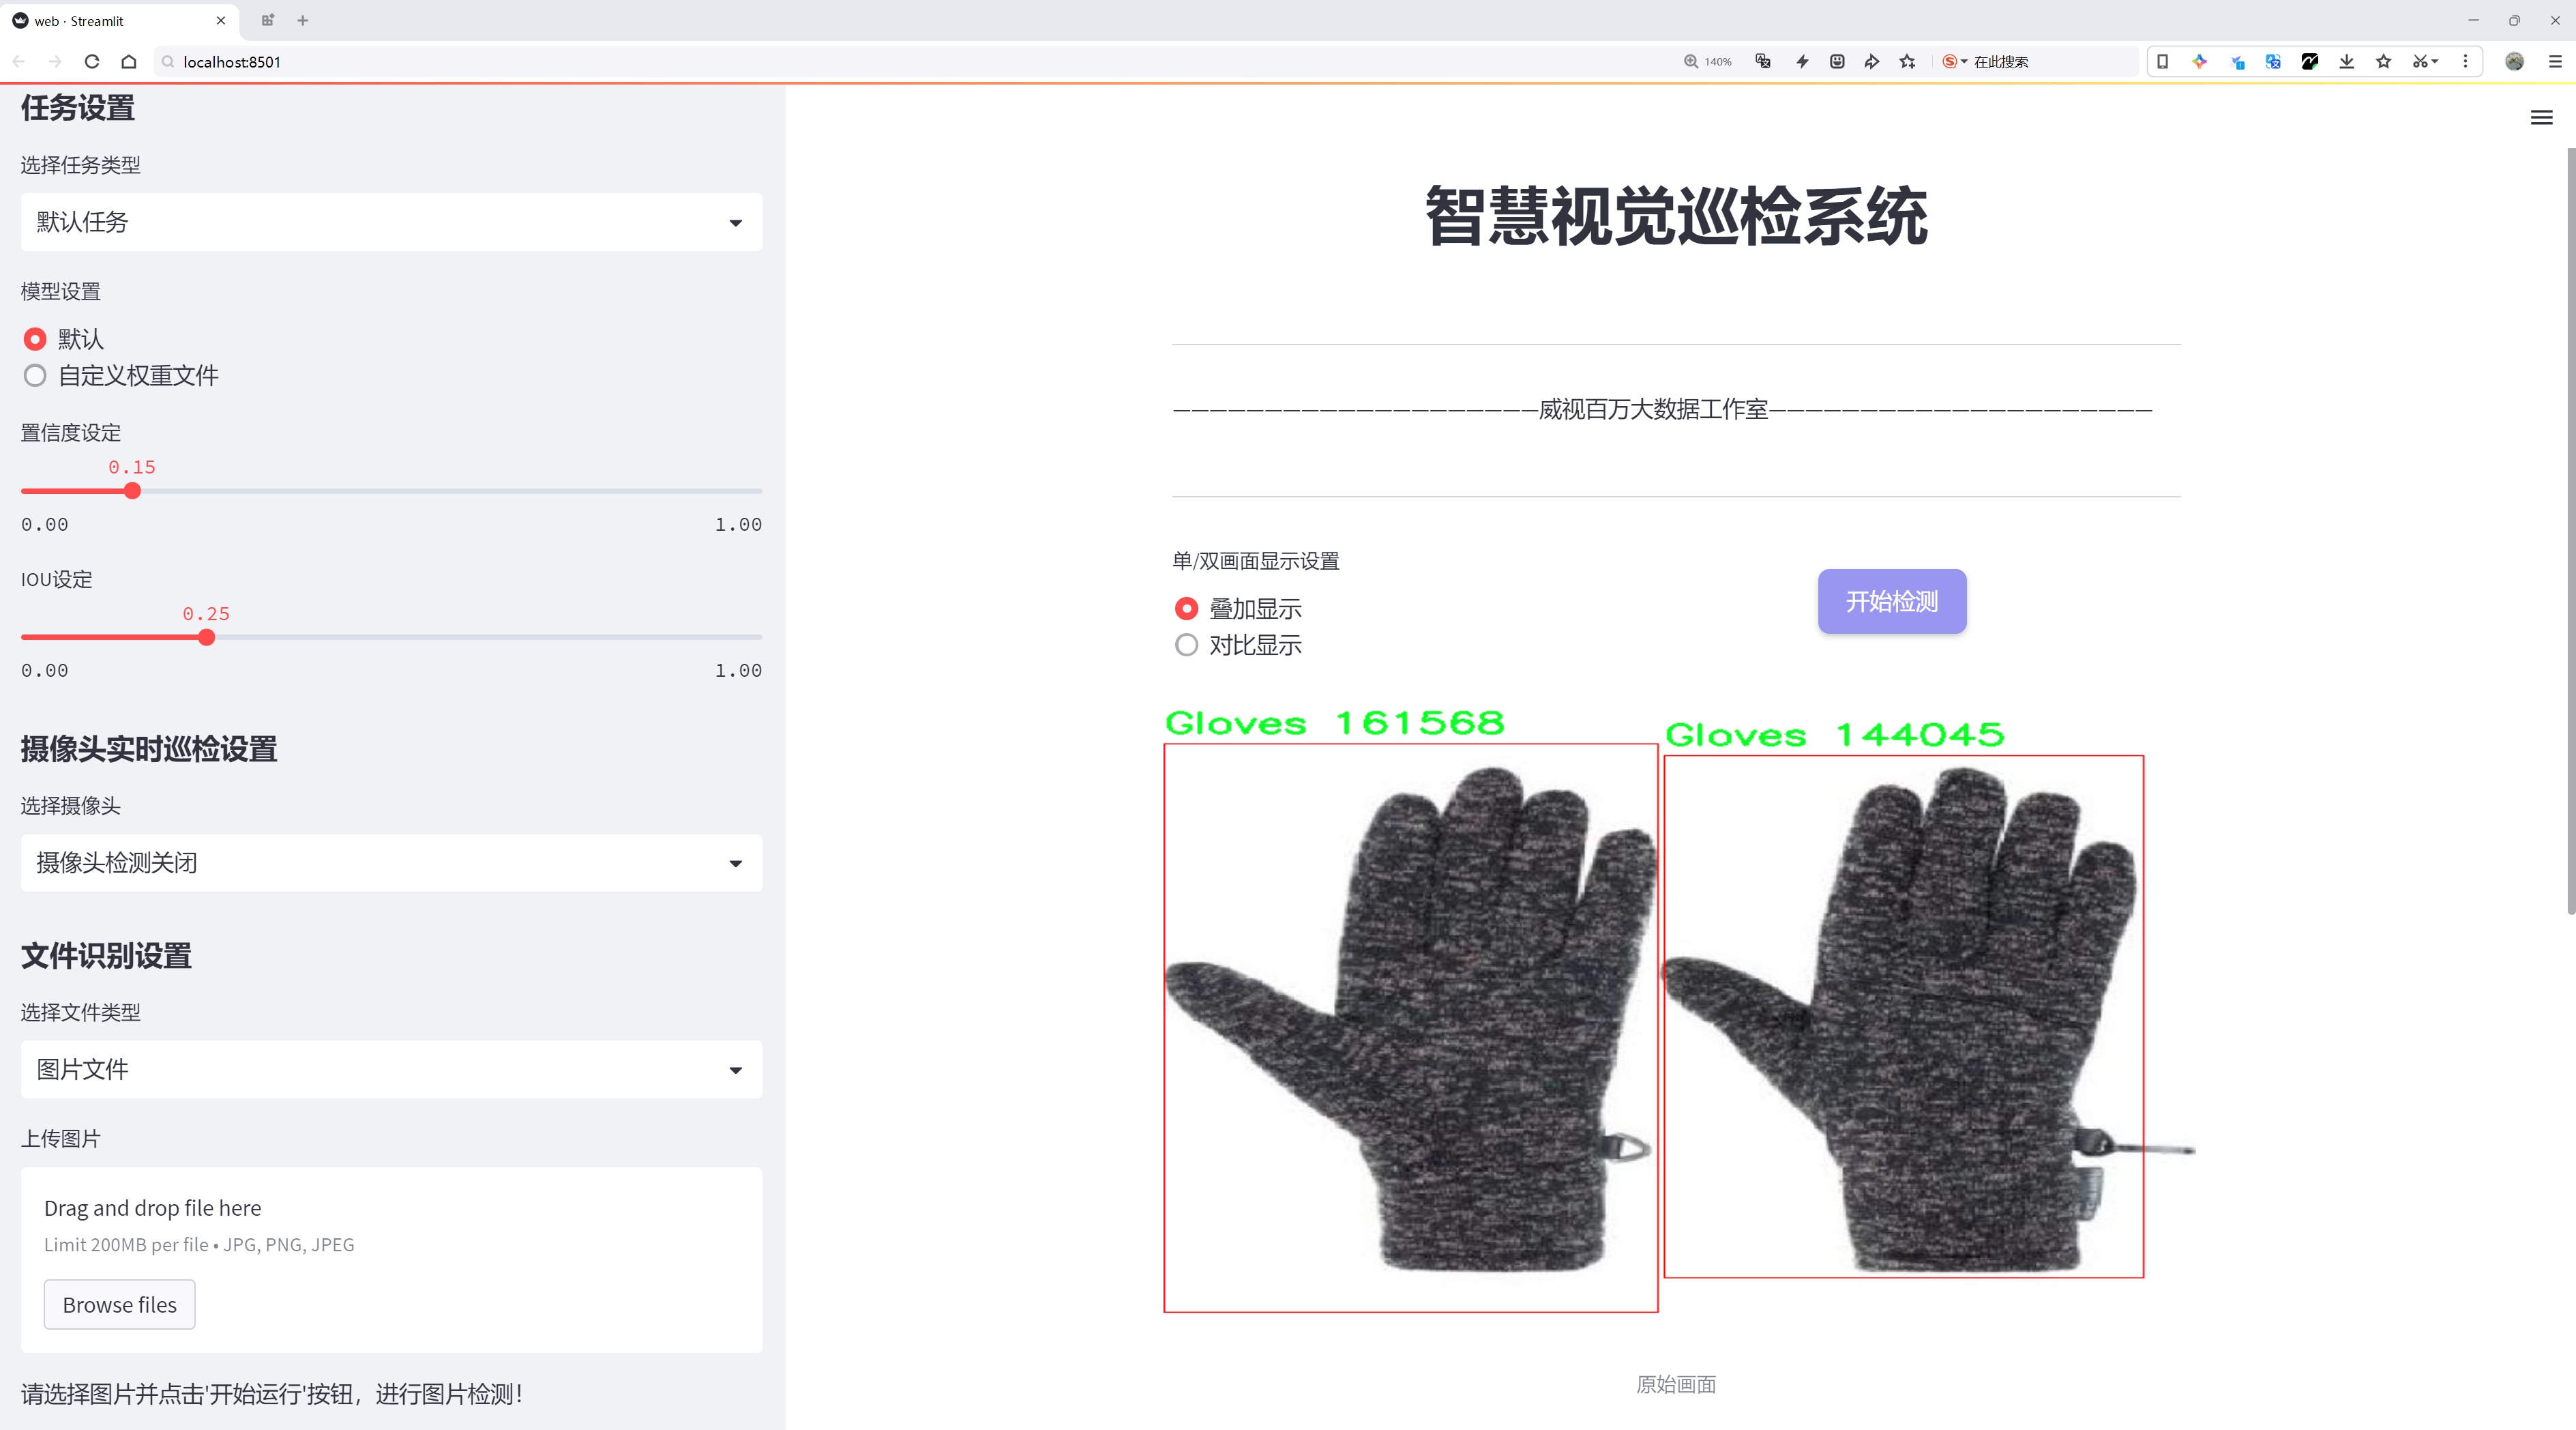 web · Streamlit
localhost:8501
140%
在此搜索
任务设置
选择任务类型
默认任务
模型设置
默认
自定义权重文件
置信度设定
0.15
0.00
1.00
IOU设定
0.25
0.00
1.00
摄像头实时巡检设置
选择摄像头
摄像头检测关闭
文件识别设置
选择文件类型
图片文件
上传图片
Drag and drop file here
Limit 200MB per file • JPG, PNG, JPEG
Browse files
请选择图片并点击'开始运行'按钮，进行图片检测！
智慧视觉巡检系统
—————————————————————威视百万大数据工作室——————————————————————
单/双画面显示设置
叠加显示
对比显示
开始检测
Gloves 161568
Gloves 144045
原始画面